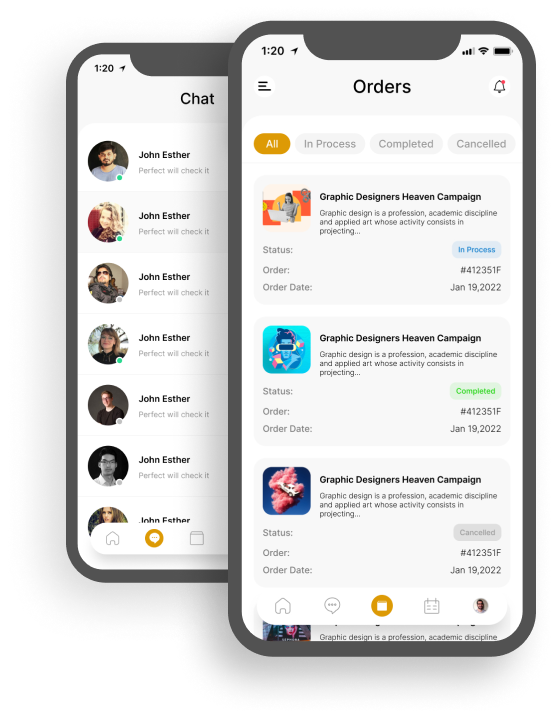 1:20
Chat
John Esther
Perfect will check it
John Esther
Perfect will check it
John Esther
Perfect will check it
John Esther
Perfect will check it
John Esther
Perfect will check it
John Esther
Perfect will check it
John Esther
1:20
Orders
All In Process Completed Cancelled
Graphic Designers Heaven Campaign
Graphic design is a profession, academic discipline
and applied art whose activity consists in
projecting...
Status: In Process
Order: #412351F
Order Date: Jan 19,2022
Graphic Designers Heaven Campaign
Graphic design is a profession, academic discipline
and applied art whose activity consists in
projecting...
Status: Completed
Order: #412351F
Order Date: Jan 19,2022
Graphic Designers Heaven Campaign
Graphic design is a profession, academic discipline
and applied art whose activity consists in
projecting...
Status: Cancelled
Order: #412351F
Order Date: Jan 19,2022
Graphic design is a profession, academic discipline